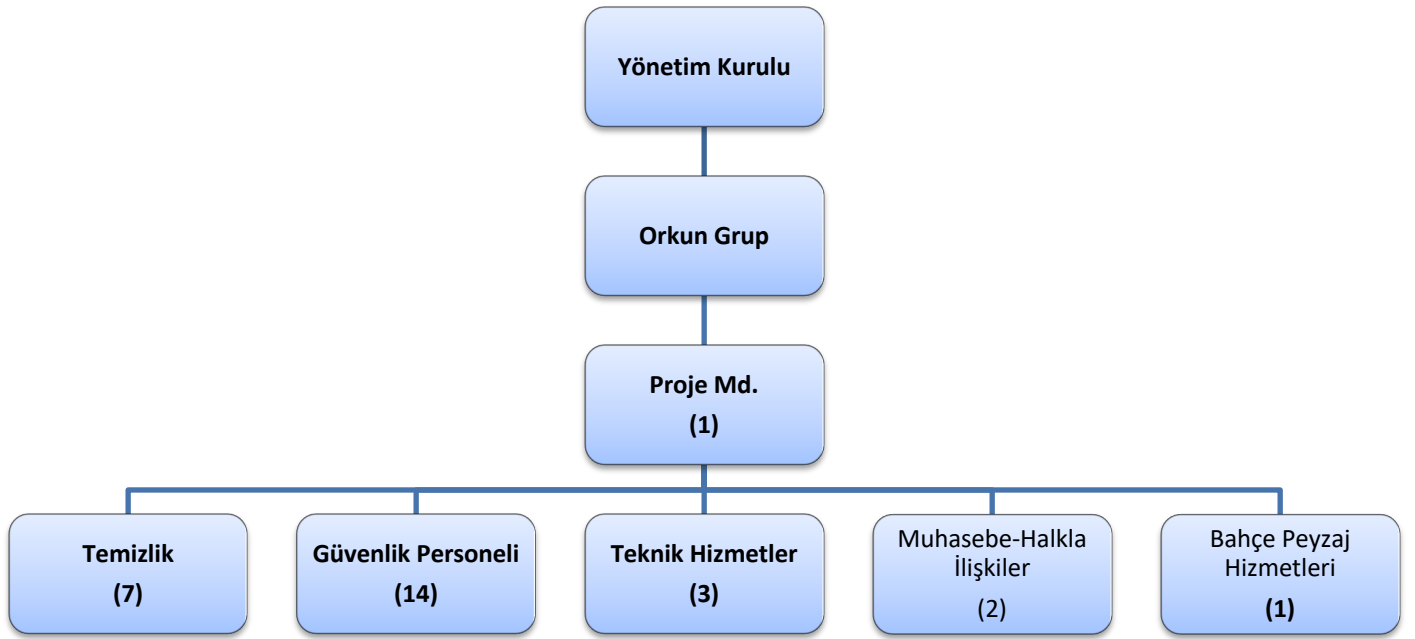 Yönetim Kurulu
Orkun Grup
Proje Md.
(1)
Temizlik
(7)
Güvenlik Personeli
(14)
Teknik Hizmetler
(3)
Muhasebe-Halkla
İlişkiler
(2)
Bahçe Peyzaj
Hizmetleri
(1)